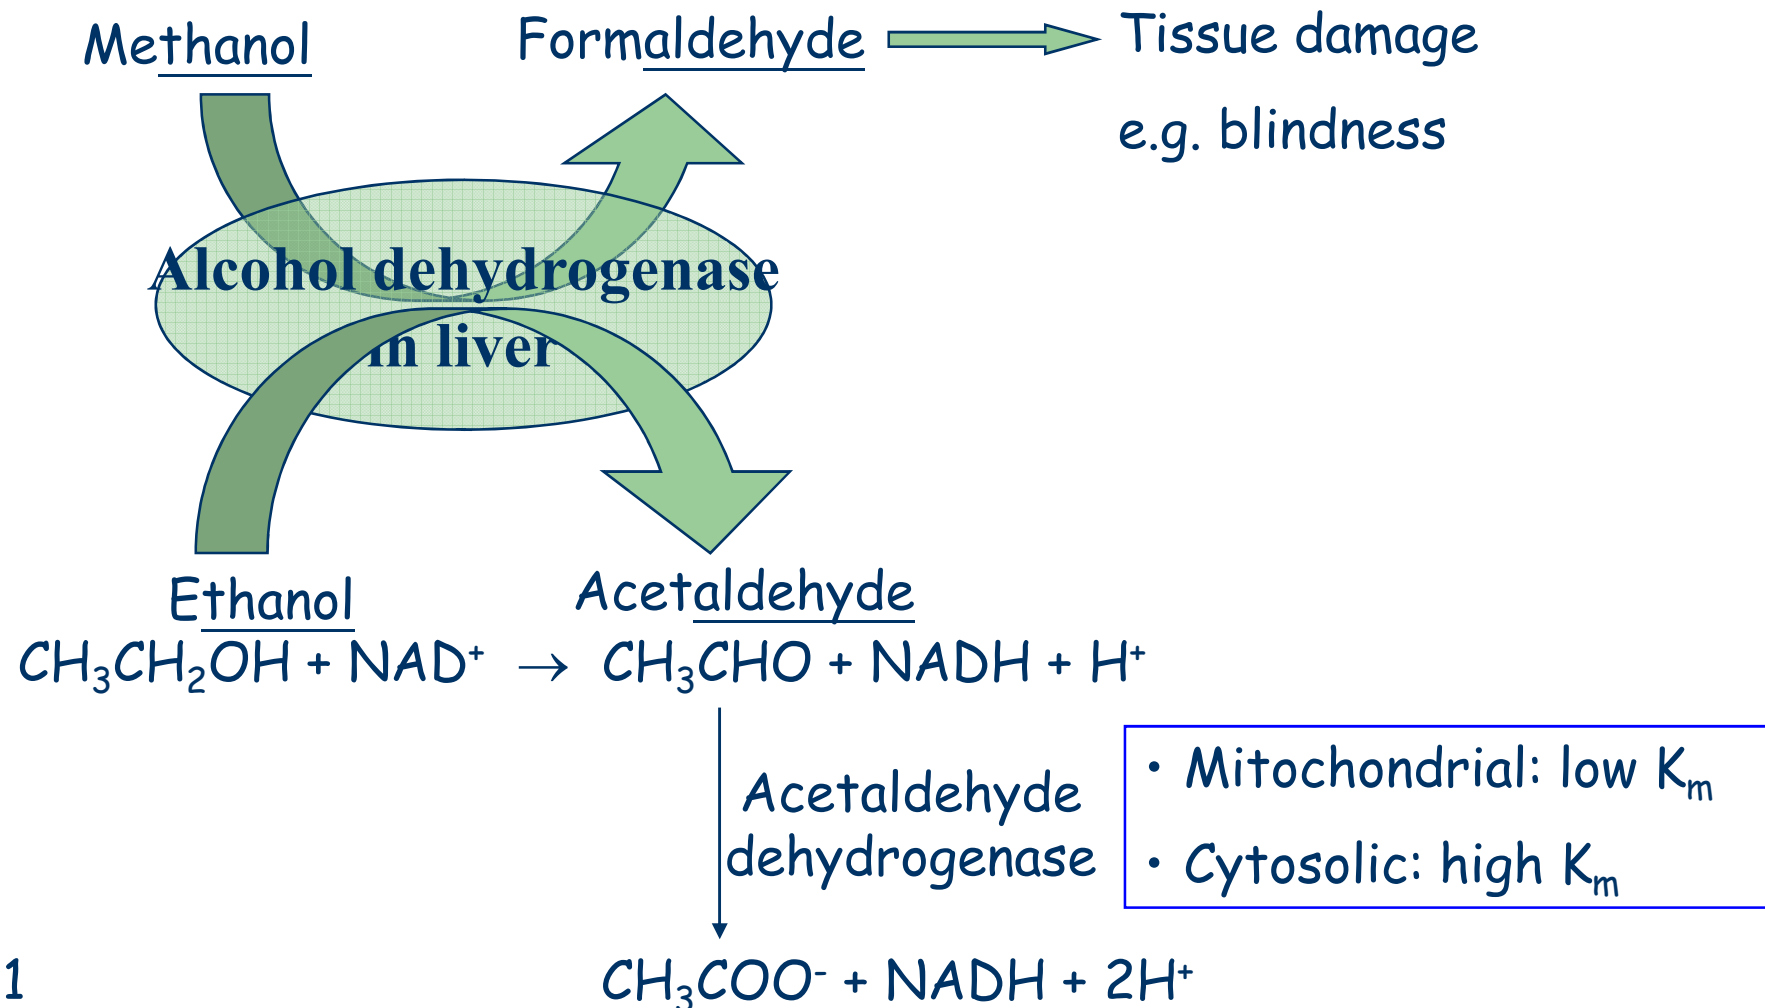 Methanol
Formaldehyde
Tissue damage
e.g. blindness
Alcohol dehydrogenase
in liver
Ethanol
Acetaldehyde
CH₃CH₂OH + NAD⁺ → CH₃CHO + NADH + H⁺
Acetaldehyde
dehydrogenase
• Mitochondrial: low Kₘ
• Cytosolic: high Kₘ
CH₃COO⁻ + NADH + 2H⁺
1